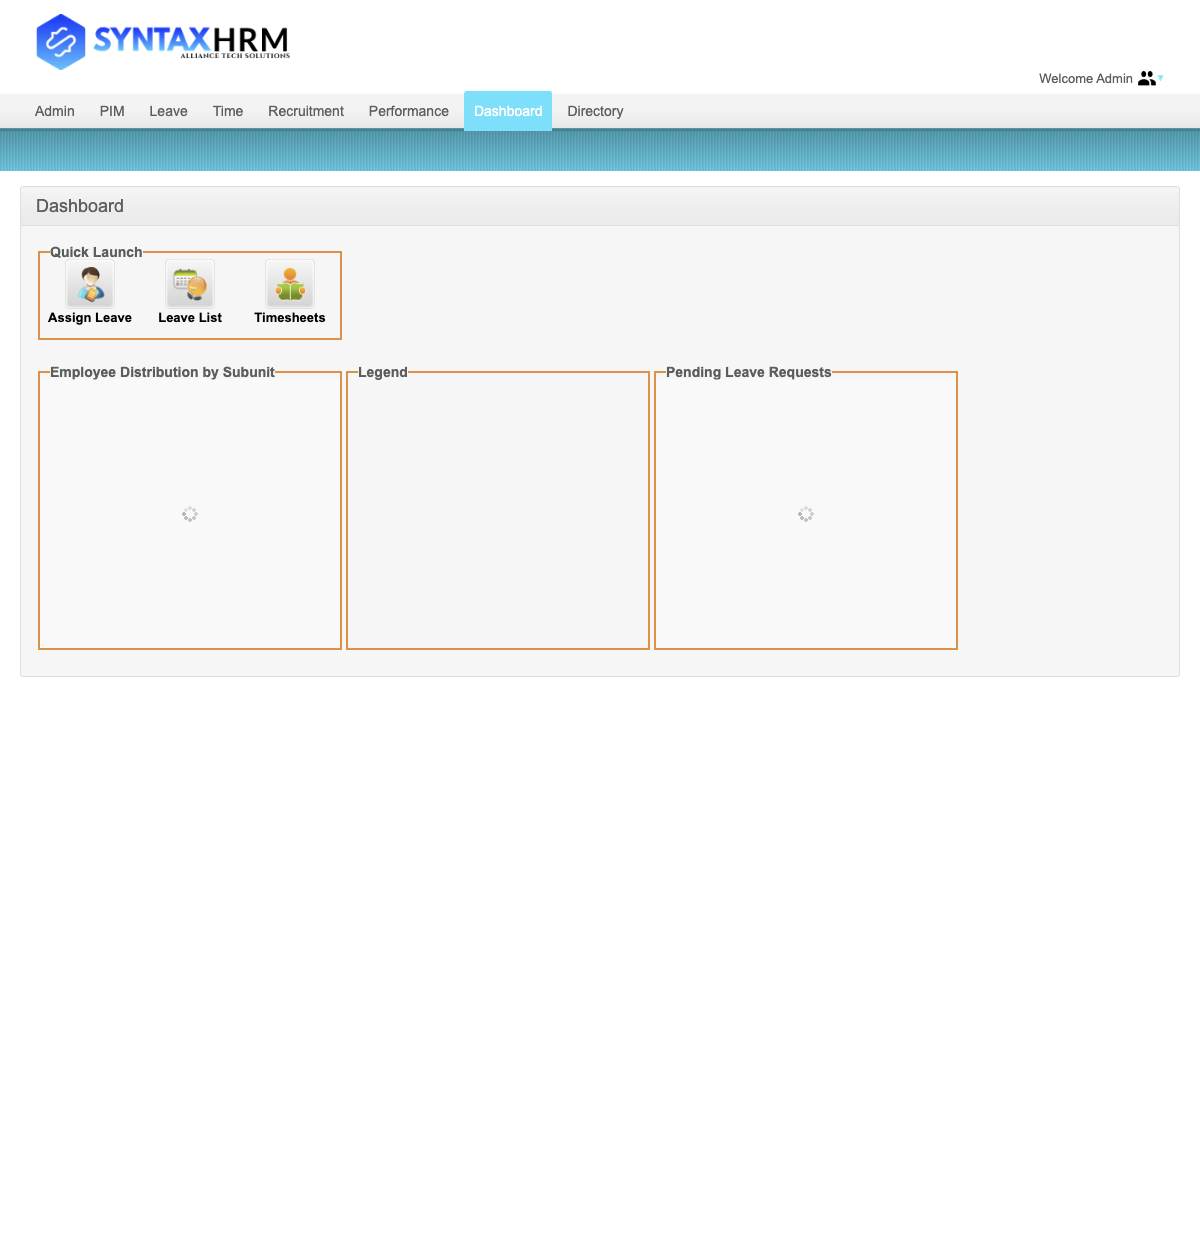 SYNTAXHRM
ALLIANCE TECH SOLUTIONS
Welcome Admin
Admin PIM Leave Time Recruitment Performance Dashboard Directory
Dashboard
Quick Launch
Assign Leave Leave List Timesheets
Employee Distribution by Subunit Legend Pending Leave Requests